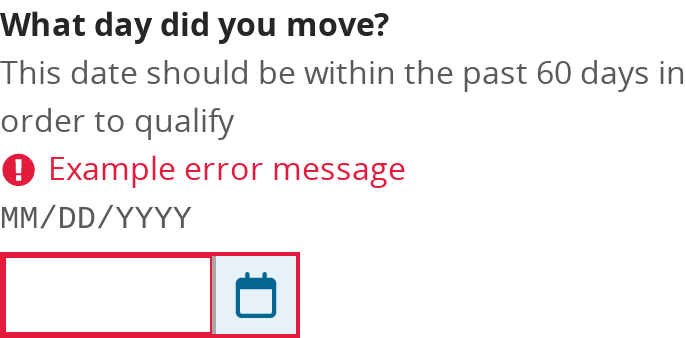 What day did you move?
This date should be within the past 60 days in
order to qualify
Example error message
MM/DD/YYYY